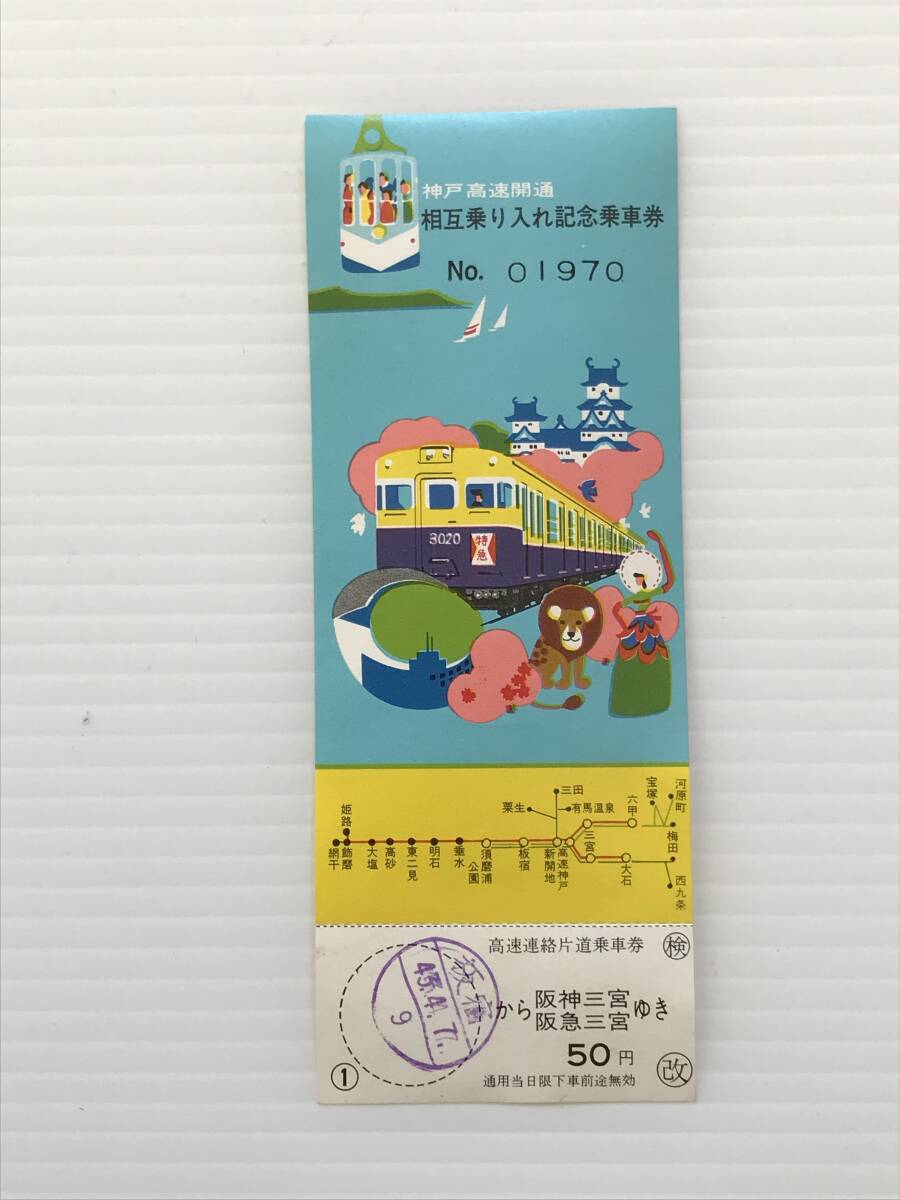 神戸高速開通
相互乗り入れ記念乗車券
No. 01970
3020
特急
三田
粟生
有馬温泉
六甲
宝塚
河原町
姫路
網干
飾磨
大塩
高砂
東二見
明石
垂水
須磨浦公園
板宿
新開地
高速神戸
三宮
大石
梅田
西九条
高速連絡片道乗車券
検
板宿
43.4.7
9
から 阪神三宮 ゆき
阪急三宮
50円
① 通用当日限下車前途無効
改